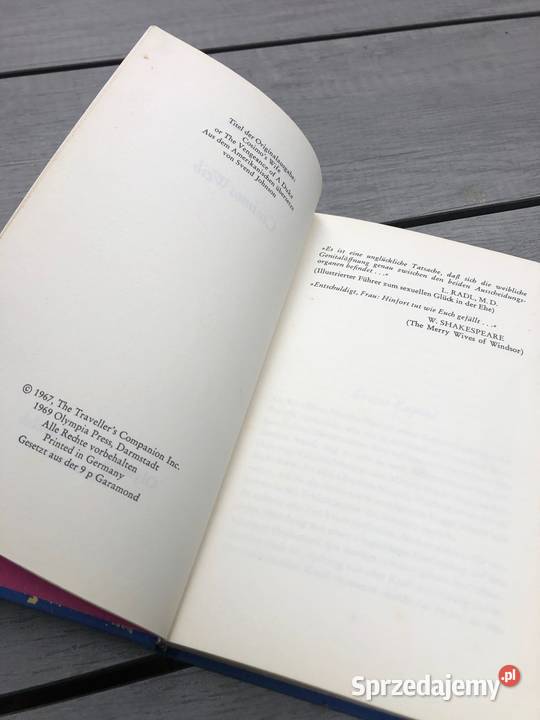 Titel der Originalausgabe:
Cosimo's Wife
or The Vengeance of A Duke
Aus dem Amerikanischen übersetzt
von Svend Johnson
© 1967, The Traveller's Companion Inc.
1969 Olympia Press, Darmstadt
Alle Rechte vorbehalten
Printed in Germany
Gesetzt aus der 9 p Garamond
»Es ist eine unglückliche Tatsache, daß sich die weibliche
Genitalöffnung genau zwischen den beiden Ausscheidungs-
organen befindet . . .«
L. RADL, M.D.
(Illustrierter Führer zum sexuellen Glück in der Ehe)
»Entschuldigt, Frau: Hinfort tut wie Euch gefällt . . .«
W. SHAKESPEARE
(The Merry Wives of Windsor)
Sprzedajemy.pl